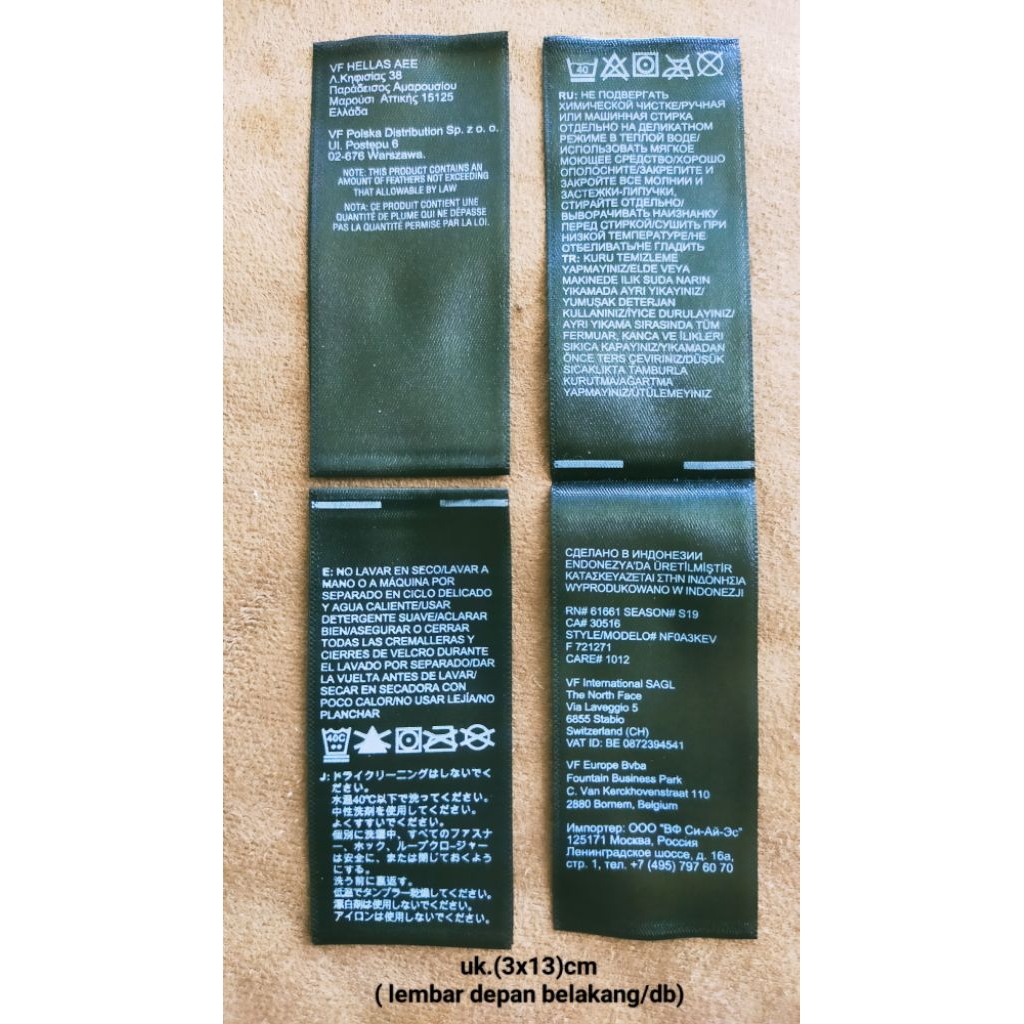 VF HELLAS AEE
Λ.Κηφισίας 38
Παράδεισος Αμαρουσίου
Μαρούσι Αττικής 15125
Ελλάδα
VF Polska Distribution Sp. z o. o.
Ul. Postepu 6
02-676 Warszawa.
NOTE: THIS PRODUCT CONTAINS AN
AMOUNT OF FEATHERS NOT EXCEEDING
THAT ALLOWABLE BY LAW
NOTA: CE PRODUIT CONTIENT UNE
QUANTITÉ DE PLUME QUI NE DÉPASSE
PAS LA QUANTITÉ PERMISE PAR LA LOI.
40
RU: НЕ ПОДВЕРГАТЬ
ХИМИЧЕСКОЙ ЧИСТКЕ/РУЧНАЯ
ИЛИ МАШИННАЯ СТИРКА
ОТДЕЛЬНО НА ДЕЛИКАТНОМ
РЕЖИМЕ В ТЕПЛОЙ ВОДЕ/
ИСПОЛЬЗОВАТЬ МЯГКОЕ
МОЮЩЕЕ СРЕДСТВО/ХОРОШО
ОПОЛОСНИТЕ/ЗАКРЕПИТЕ И
ЗАКРОЙТЕ ВСЕ МОЛНИИ И
ЗАСТЕЖКИ-ЛИПУЧКИ,
СТИРАЙТЕ ОТДЕЛЬНО/
ВЫВОРАЧИВАТЬ НАИЗНАНКУ
ПЕРЕД СТИРКОЙ/СУШИТЬ ПРИ
НИЗКОЙ ТЕМПЕРАТУРЕ/НЕ
ОТБЕЛИВАТЬ/НЕ ГЛАДИТЬ
TR: KURU TEMIZLEME
YAPMAYINIZ/ELDE VEYA
MAKINEDE ILIK SUDA NARIN
YIKAMADA AYRI YIKAYINIZ/
YUMUŞAK DETERJAN
KULLANINIZ/İYICE DURULAYINIZ/
AYRI YIKAMA SIRASINDA TÜM
FERMUAR, KANCA VE İLIKLERI
SIKICA KAPAYINIZ/YIKAMADAN
ÖNCE TERS ÇEVIRINIZ/DÜŞÜK
SICAKLIKTA TAMBURLA
KURUTMA/AĞARTMA
YAPMAYINIZ/ÜTÜLEMEYINIZ
E: NO LAVAR EN SECO/LAVAR A
MANO O A MÁQUINA POR
SEPARADO EN CICLO DELICADO
Y AGUA CALIENTE/USAR
DETERGENTE SUAVE/ACLARAR
BIEN/ASEGURAR O CERRAR
TODAS LAS CREMALLERAS Y
CIERRES DE VELCRO DURANTE
EL LAVADO POR SEPARADO/DAR
LA VUELTA ANTES DE LAVAR/
SECAR EN SECADORA CON
POCO CALOR/NO USAR LEJÍA/NO
PLANCHAR
40C
J: ドライクリーニングはしないでく
ださい。
水温40℃以下で洗ってください。
中性洗剤を使用してください。
よくすすいでください。
個別に洗濯中、すべてのファスナ
ー、ホック、ループクロージャー
は安全に、または閉じておくよう
にする。
洗う前に裏返す。
低温でタンブラー乾燥してください。
漂白剤は使用しないでください。
アイロンは使用しないでください。
СДЕЛАНО В ИНДОНЕЗИИ
ENDONEZYA'DA ÜRETİLMİŞTİR
ΚΑΤΑΣΚΕΥΑΖΕΤΑΙ ΣΤΗΝ ΙΝΔΟΝΗΣΙΑ
WYPRODUKOWANO W INDONEZJI
RN# 61661 SEASON# S19
CA# 30516
STYLE/MODELO# NF0A3KEV
F 721271
CARE# 1012
VF International SAGL
The North Face
Via Laveggio 5
6855 Stabio
Switzerland (CH)
VAT ID: BE 0872394541
VF Europe Bvba
Fountain Business Park
C. Van Kerckhovenstraat 110
2880 Bornem, Belgium
Импортер: ООО "ВФ Си-Ай-Эс"
125171 Москва, Россия
Ленинградское шоссе, д. 16а,
стр. 1, тел. +7 (495) 797 60 70
uk.(3x13)cm
( lembar depan belakang/db)